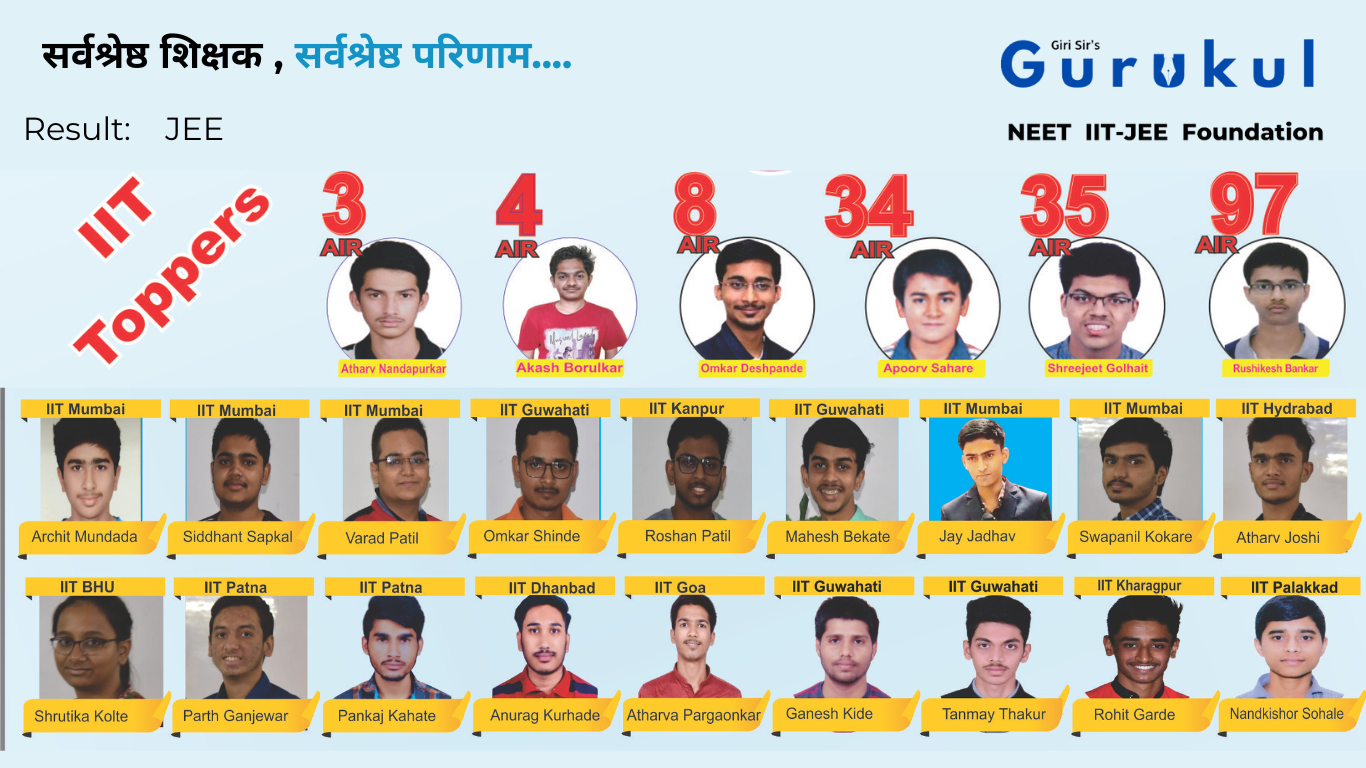 सर्वश्रेष्ठ शिक्षक , सर्वश्रेष्ठ परिणाम....
Giri Sir's
Gurukul
Result: JEE
NEET IIT-JEE Foundation
IIT
Toppers
3 4 8 34 35 97
AIR AIR AIR AIR AIR AIR
Atharv Nandapurkar Akash Borulkar Omkar Deshpande Apoorv Sahare Shreejeet Golhait Rushikesh Bankar
IIT Mumbai IIT Mumbai IIT Mumbai IIT Guwahati IIT Kanpur IIT Guwahati IIT Mumbai IIT Mumbai IIT Hydrabad
Archit Mundada Siddhant Sapkal Varad Patil Omkar Shinde Roshan Patil Mahesh Bekate Jay Jadhav Swapanil Kokare Atharv Joshi
IIT BHU IIT Patna IIT Patna IIT Dhanbad IIT Goa IIT Guwahati IIT Guwahati IIT Kharagpur IIT Palakkad
Shrutika Kolte Parth Ganjewar Pankaj Kahate Anurag Kurhade Atharva Pargaonkar Ganesh Kide Tanmay Thakur Rohit Garde Nandkishor Sohale